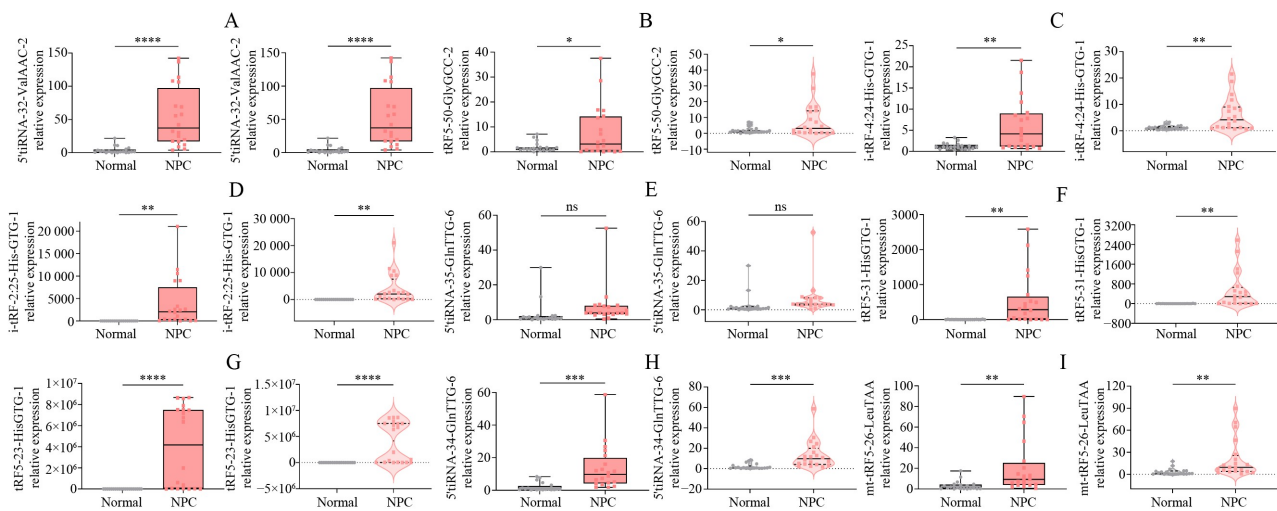 A
B
C
5'tiRNA-32-ValAAC-2
relative expression
150
100
50
0
****
Normal
NPC
5'tiRNA-32-ValAAC-2
relative expression
150
100
50
0
****
Normal
NPC
tRF5-50-GlyGCC-2
relative expression
40
30
20
10
0
*
Normal
NPC
tRF5-50-GlyGCC-2
relative expression
50
40
30
20
10
0
−10
*
Normal
NPC
i-tRF-4:24-His-GTG-1
relative expression
25
20
15
10
5
0
**
Normal
NPC
i-tRF-4:24-His-GTG-1
relative expression
30
20
10
0
**
Normal
NPC
D
E
F
i-tRF-2:25-His-GTG-1
relative expression
20 000
15 000
10 000
5000
0
**
Normal
NPC
i-tRF-2:25-His-GTG-1
relative expression
30 000
20 000
10 000
0
**
Normal
NPC
5'tiRNA-35-GlnTTG-6
relative expression
60
40
20
0
ns
Normal
NPC
5'tiRNA-35-GlnTTG-6
relative expression
60
40
20
0
ns
Normal
NPC
tRF5-31-HisGTG-1
relative expression
3000
2000
1000
0
**
Normal
NPC
tRF5-31-HisGTG-1
relative expression
3200
2400
1600
800
0
−800
**
Normal
NPC
G
H
I
tRF5-23-HisGTG-1
relative expression
1×10⁷
8×10⁶
6×10⁶
4×10⁶
2×10⁶
0
****
Normal
NPC
tRF5-23-HisGTG-1
relative expression
1.5×10⁷
1×10⁷
5×10⁶
0
−5×10⁶
****
Normal
NPC
5'tiRNA-34-GlnTTG-6
relative expression
60
40
20
0
***
Normal
NPC
5'tiRNA-34-GlnTTG-6
relative expression
80
60
40
20
0
−20
***
Normal
NPC
mt-tRF5-26-LeuTAA
relative expression
100
80
60
40
20
0
**
Normal
NPC
mt-tRF5-26-LeuTAA
relative expression
120
90
60
30
0
**
Normal
NPC